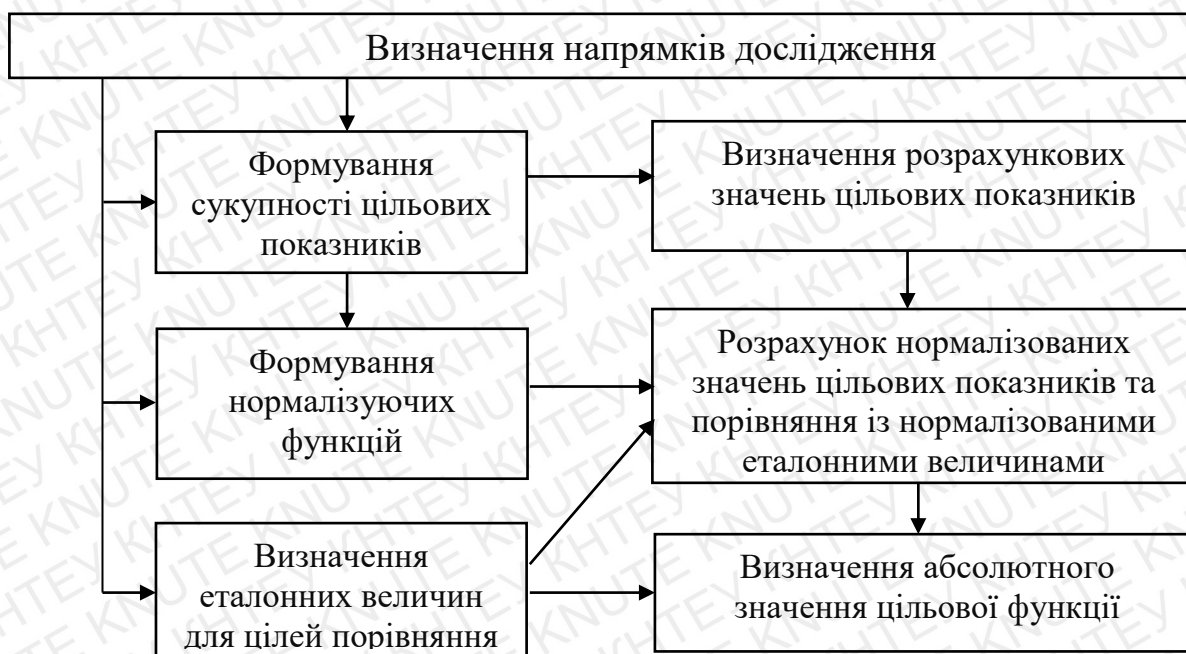 Визначення напрямків дослідження
Формування
сукупності цільових
показників
Визначення розрахункових
значень цільових показників
Формування
нормалізуючих
функцій
Розрахунок нормалізованих
значень цільових показників та
порівняння із нормалізованими
еталонними величинами
Визначення
еталонних величин
для цілей порівняння
Визначення абсолютного
значення цільової функції